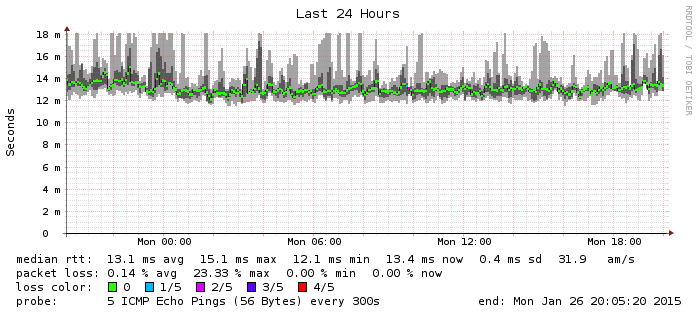 Last 24 Hours
RRDTOOL / TOBI OETIKER
Seconds
18 m
16 m
14 m
12 m
10 m
8 m
6 m
4 m
2 m
0
Mon 00:00 Mon 06:00 Mon 12:00 Mon 18:00
median rtt: 13.1 ms avg 15.1 ms max 12.1 ms min 13.4 ms now 0.4 ms sd 31.9 am/s
packet loss: 0.14 % avg 23.33 % max 0.00 % min 0.00 % now
loss color: 0 1/5 2/5 3/5 4/5
probe: 5 ICMP Echo Pings (56 Bytes) every 300s end: Mon Jan 26 20:05:20 2015